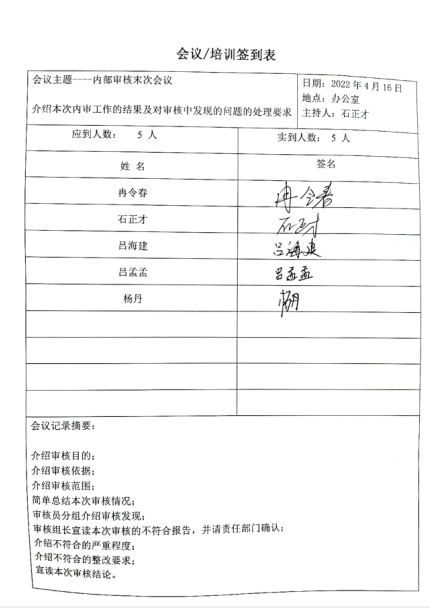 会议/培训签到表
会议主题----内部审核末次会议
介绍本次内审工作的结果及对审核中发现的问题的处理要求
日期：2022年4月16日
地点：办公室
主持人：石正才
应到人数： 5 人
实到人数：5 人
姓 名
签名
冉令春
冉令春
石正才
石正才
吕海建
吕海建
吕孟孟
吕孟孟
杨丹
杨丹
会议记录摘要：
介绍审核目的；
介绍审核依据；
介绍审核范围；
简单总结本次审核情况；
审核员分组介绍审核发现；
审核组长宣读本次审核的不符合报告，并请责任部门确认；
介绍不符合的严重程度；
介绍不符合的整改要求；
宣读本次审核结论。